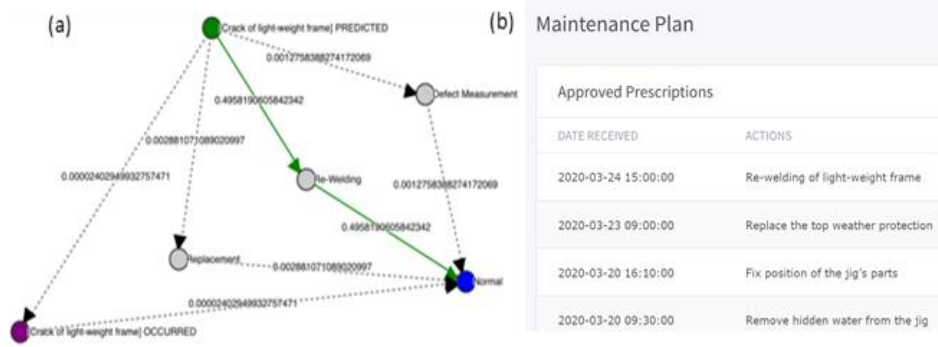 (a)
Crack of light-weight frame] PREDICTED
0.0012758388274172069
Defect Measurement
0.4958190605842342
0.002881071089020997
0.00002402949932757471
0.0012758388274172069
Re-Welding
0.4958190605842342
Replacement
0.002881071089020997
Normal
0.00002402949932757471
Crack of light-weight frame] OCCURRED
(b)
Maintenance Plan
Approved Prescriptions
DATE RECEIVED ACTIONS
2020-03-24 15:00:00 Re-welding of light-weight frame
2020-03-23 09:00:00 Replace the top weather protection
2020-03-20 16:10:00 Fix position of the jig's parts
2020-03-20 09:30:00 Remove hidden water from the jig